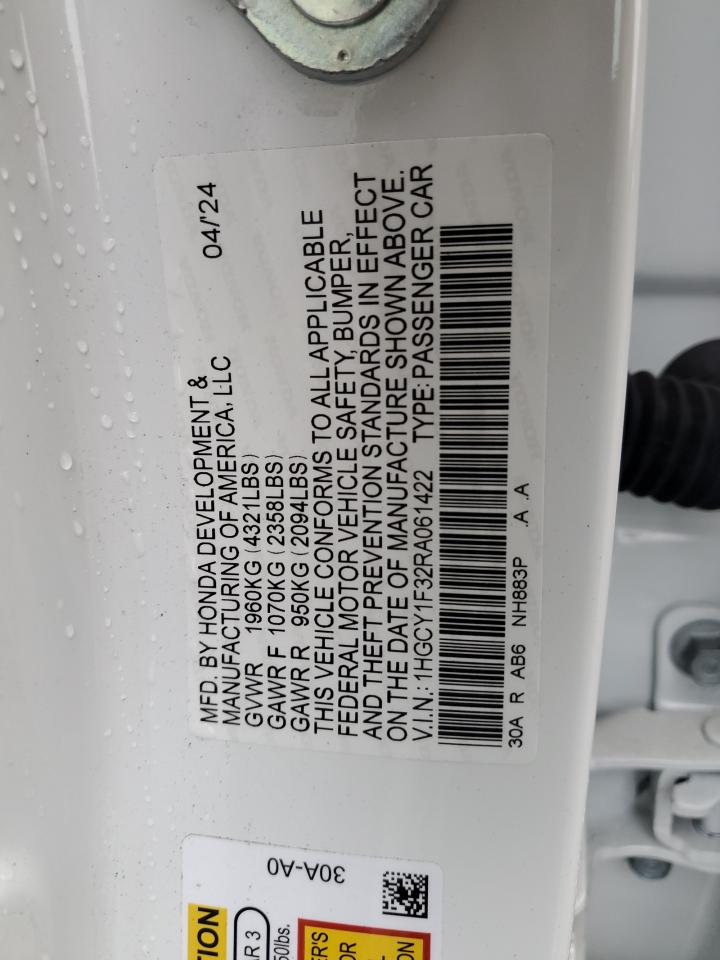 MFD. BY HONDA DEVELOPMENT &
MANUFACTURING OF AMERICA, LLC 04/'24
GVWR 1960KG (4321LBS)
GAWR F 1070KG (2358LBS)
GAWR R 950KG (2094LBS)
THIS VEHICLE CONFORMS TO ALL APPLICABLE
FEDERAL MOTOR VEHICLE SAFETY, BUMPER,
AND THEFT PREVENTION STANDARDS IN EFFECT
ON THE DATE OF MANUFACTURE SHOWN ABOVE.
V.I.N.: 1HGCY1F32RA061422 TYPE: PASSENGER CAR
30A R AB6 NH883P .A .A
30A-A0